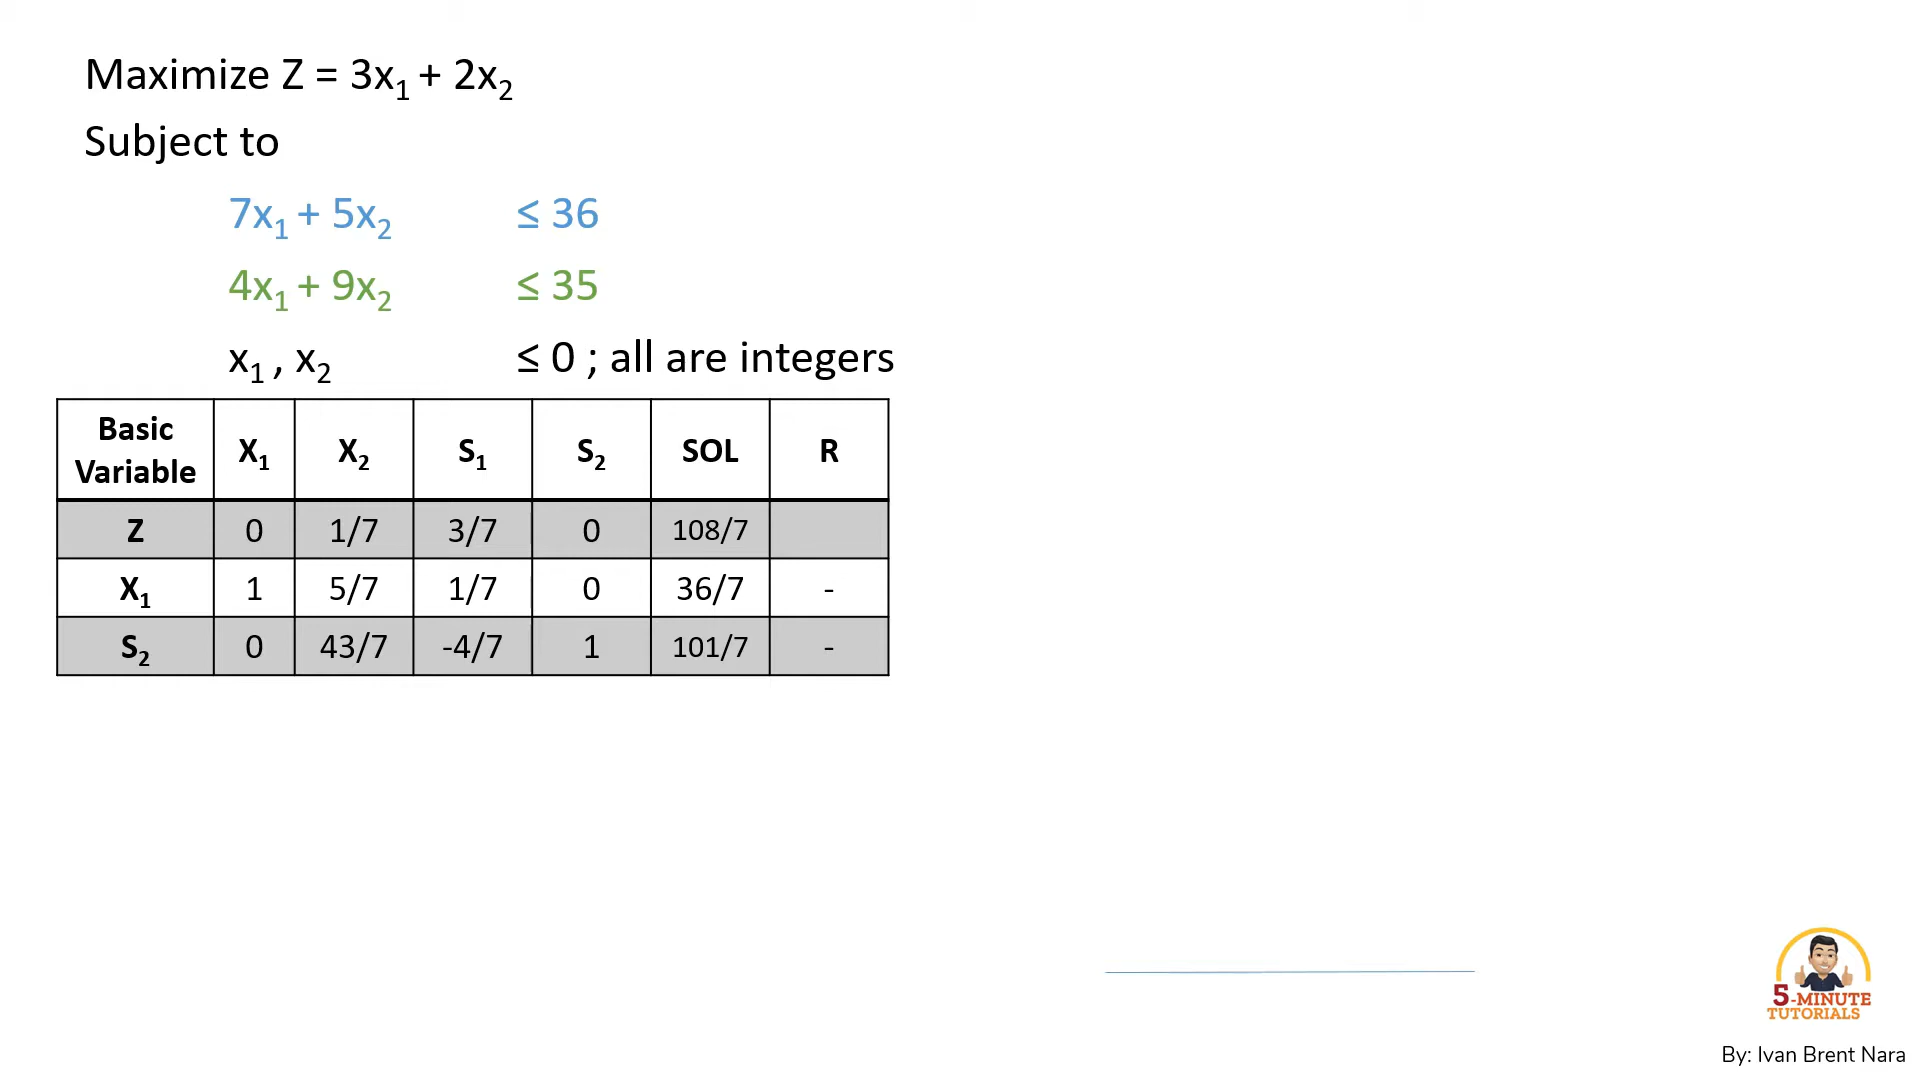 Maximize Z = 3x₁ + 2x₂
Subject to
7x₁ + 5x₂ ≤ 36
4x₁ + 9x₂ ≤ 35
x₁ , x₂ ≤ 0 ; all are integers
Basic Variable X₁ X₂ S₁ S₂ SOL R
Z 0 1/7 3/7 0 108/7
X₁ 1 5/7 1/7 0 36/7 -
S₂ 0 43/7 -4/7 1 101/7 -
5-MINUTE
TUTORIALS
By: Ivan Brent Nara